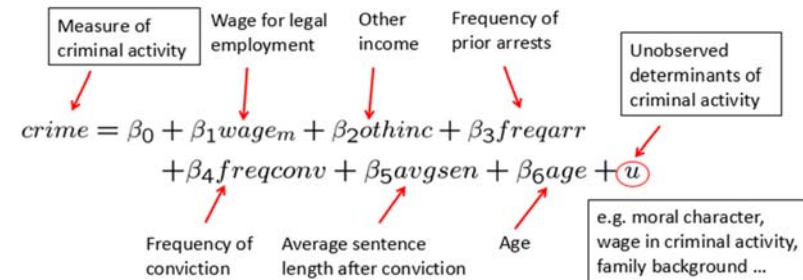 Measure of
criminal activity
Wage for legal
employment
Other
income
Frequency of
prior arrests
Unobserved
determinants of
criminal activity
crime = β₀ + β₁wageₘ + β₂othinc + β₃freqarr
+β₄freqconv + β₅avgsen + β₆age + u
Frequency of
conviction
Average sentence
length after conviction
Age
e.g. moral character,
wage in criminal activity,
family background ...